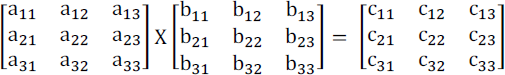 [a₁₁ a₁₂ a₁₃] X [b₁₁ b₁₂ b₁₃] = [c₁₁ c₁₂ c₁₃]
[a₂₁ a₂₂ a₂₃] [b₂₁ b₂₂ b₂₃] [c₂₁ c₂₂ c₂₃]
[a₃₁ a₃₂ a₃₃] [b₃₁ b₃₂ b₃₃] [c₃₁ c₃₂ c₃₃]